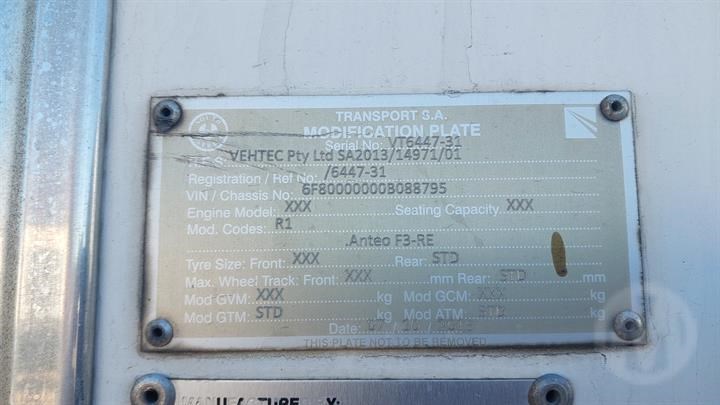 TRANSPORT S.A.
MODIFICATION PLATE
Serial No: VT6447-31
VEHTEC Pty Ltd SA2013/14971/01
Registration / Ref No: /6447-31
VIN / Chassis No: 6F80000000B088795
Engine Model: XXX Seating Capacity XXX
Mod. Codes: R1
Anteo F3-RE
Tyre Size: Front: XXX Rear: STD
Max. Wheel Track: Front: XXX mm Rear: STD mm
Mod GVM: XXX kg Mod GCM: XXX kg
Mod GTM: STD kg Mod ATM: STD kg
Date:
THIS PLATE NOT TO BE REMOVED